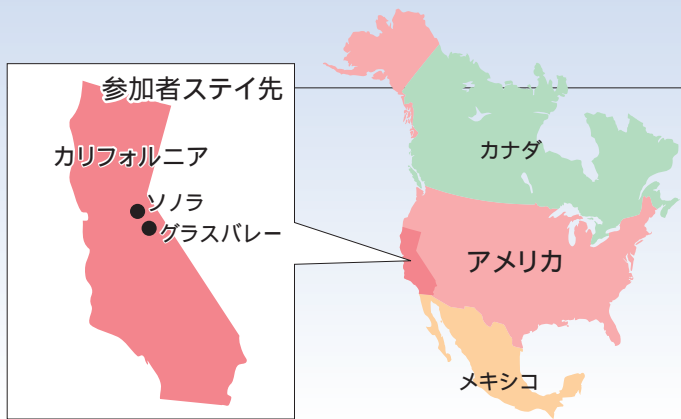 参加者ステイ先
カリフォルニア
ソノラ
グラスバレー
カナダ
アメリカ
メキシコ